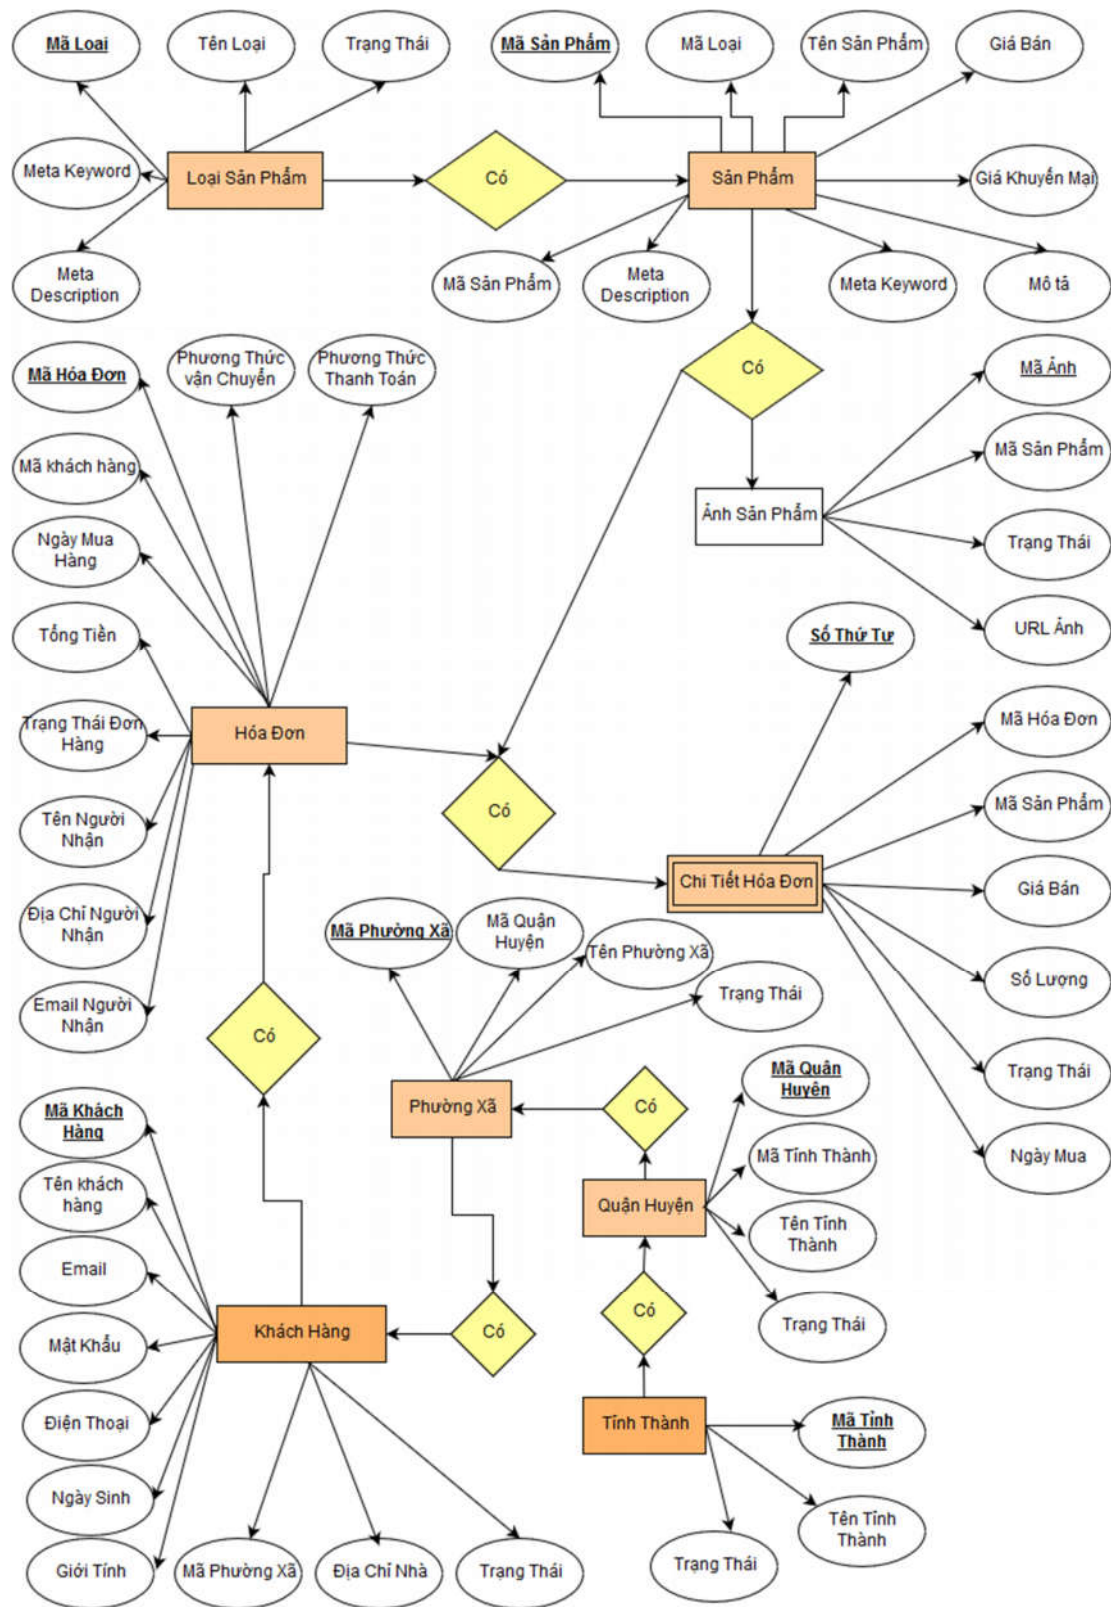 Mã Loại
Tên Loại
Trạng Thái
Mã Sản Phẩm
Mã Loại
Tên Sản Phẩm
Giá Bán
Meta Keyword
Loại Sản Phẩm
Có
Sản Phẩm
Giá Khuyến Mại
Meta
Description
Mã Sản Phẩm
Meta
Description
Meta Keyword
Mô tả
Mã Hóa Đơn
Phương Thức
vận Chuyển
Phương Thức
Thanh Toán
Có
Mã Ảnh
Mã khách hàng
Mã Sản Phẩm
Ảnh Sản Phẩm
Ngày Mua
Hàng
Trạng Thái
Tổng Tiền
Số Thứ Tự
URL Ảnh
Trạng Thái Đơn
Hàng
Hóa Đơn
Mã Hóa Đơn
Tên Người
Nhận
Có
Mã Sản Phẩm
Chi Tiết Hóa Đơn
Giá Bán
Địa Chỉ Người
Nhận
Mã Phường Xã
Mã Quận
Huyện
Tên Phường Xã
Số Lượng
Trạng Thái
Email Người
Nhận
Có
Trạng Thái
Mã Khách
Hàng
Phường Xã
Có
Mã Quận
Huyện
Mã Tỉnh Thành
Ngày Mua
Tên khách
hàng
Quận Huyện
Tên Tỉnh
Thành
Email
Có
Trạng Thái
Khách Hàng
Có
Mật Khẩu
Điện Thoại
Tỉnh Thành
Mã Tỉnh
Thành
Ngày Sinh
Tên Tỉnh
Thành
Giới Tính
Mã Phường Xã
Địa Chỉ Nhà
Trạng Thái
Trạng Thái